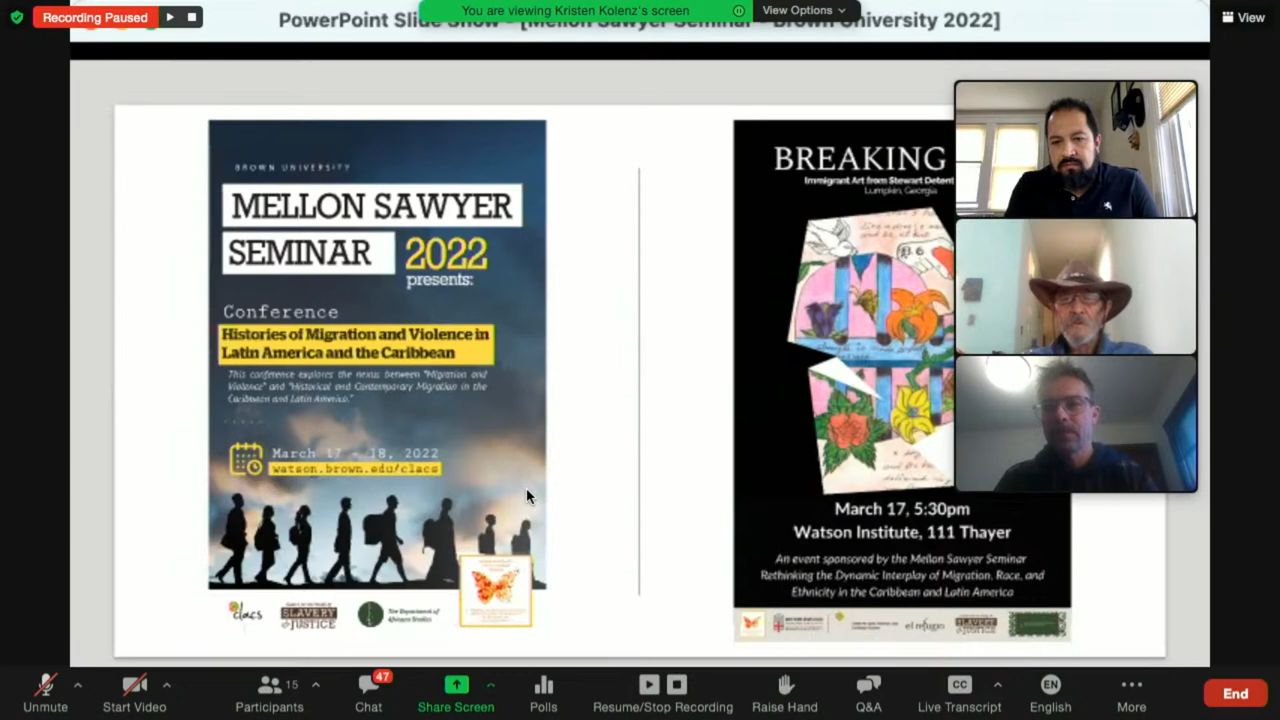 Recording Paused
You are viewing Kristen Kolenz's screen
View Options
View
PowerPoint Slide Show - [Mellon Sawyer Seminar - Brown University 2022]
BROWN UNIVERSITY
MELLON SAWYER
SEMINAR 2022
presents:
Conference
Histories of Migration and Violence in
Latin America and the Caribbean
This conference explores the nexus between "Migration and
Violence" and "Historical and Contemporary Migration in the
Caribbean and Latin America."
March 17 - 18, 2022
watson.brown.edu/clacs
clacs
SLAVERY
& JUSTICE
The Department of
Africana Studies
BREAKING
Immigrant Art from Stewart Detent
Lumpkin, Georgia
March 17, 5:30pm
Watson Institute, 111 Thayer
An event sponsored by the Mellon Sawyer Seminar
Rethinking the Dynamic Interplay of Migration, Race, and
Ethnicity in the Caribbean and Latin America
el refugio
SLAVERY
& JUSTICE
Unmute
Start Video
15
Participants
47
Chat
Share Screen
Polls
Resume/Stop Recording
Raise Hand
Q&A
CC
Live Transcript
EN
English
More
End